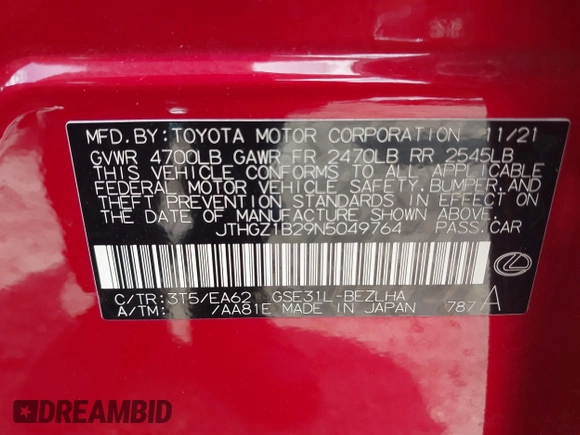 MFD.BY:TOYOTA MOTOR CORPORATION 11/21
GVWR 4700LB GAWR FR 2470LB RR 2545LB
THIS VEHICLE CONFORMS TO ALL APPLICABLE
FEDERAL MOTOR VEHICLE SAFETY,BUMPER,AND
THEFT PREVENTION STANDARDS IN EFFECT ON
THE DATE OF MANUFACTURE SHOWN ABOVE.
JTHGZ1B29N5049764 PASS.CAR
C/TR:3T5/EA62 GSE31L-BEZLHA
A/TM: /AA81E MADE IN JAPAN 787 A
DREAMBID